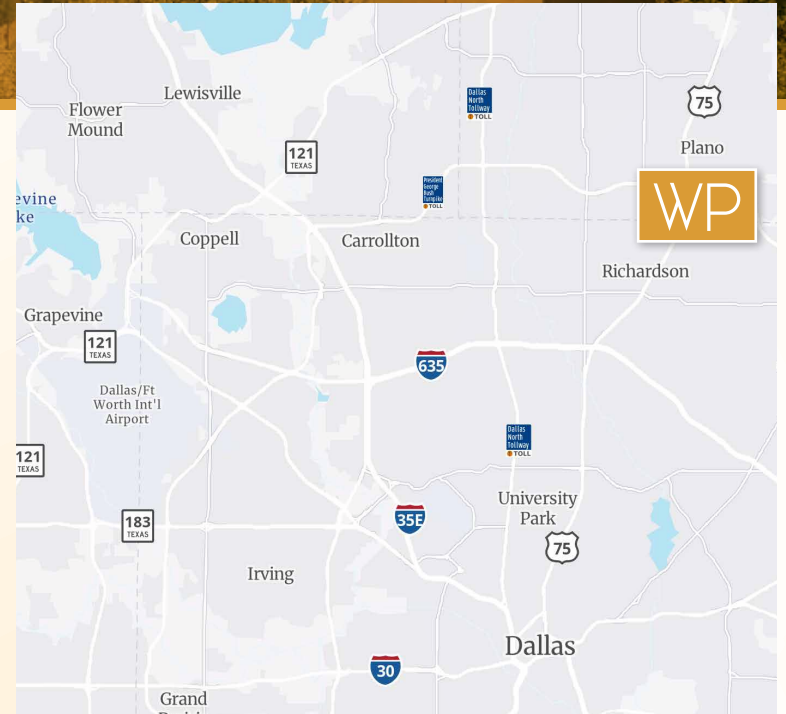 Lewisville
Flower
Mound
121
TEXAS
Dallas
North
Tollway
TOLL
75
Plano
President
George
Bush
Turnpike
TOLL
WP
evine
ke
Coppell
Carrollton
Richardson
Grapevine
121
TEXAS
635
Dallas/Ft
Worth Int'l
Airport
Dallas
North
Tollway
TOLL
121
TEXAS
183
TEXAS
University
Park
35E
75
Irving
Dallas
30
Grand